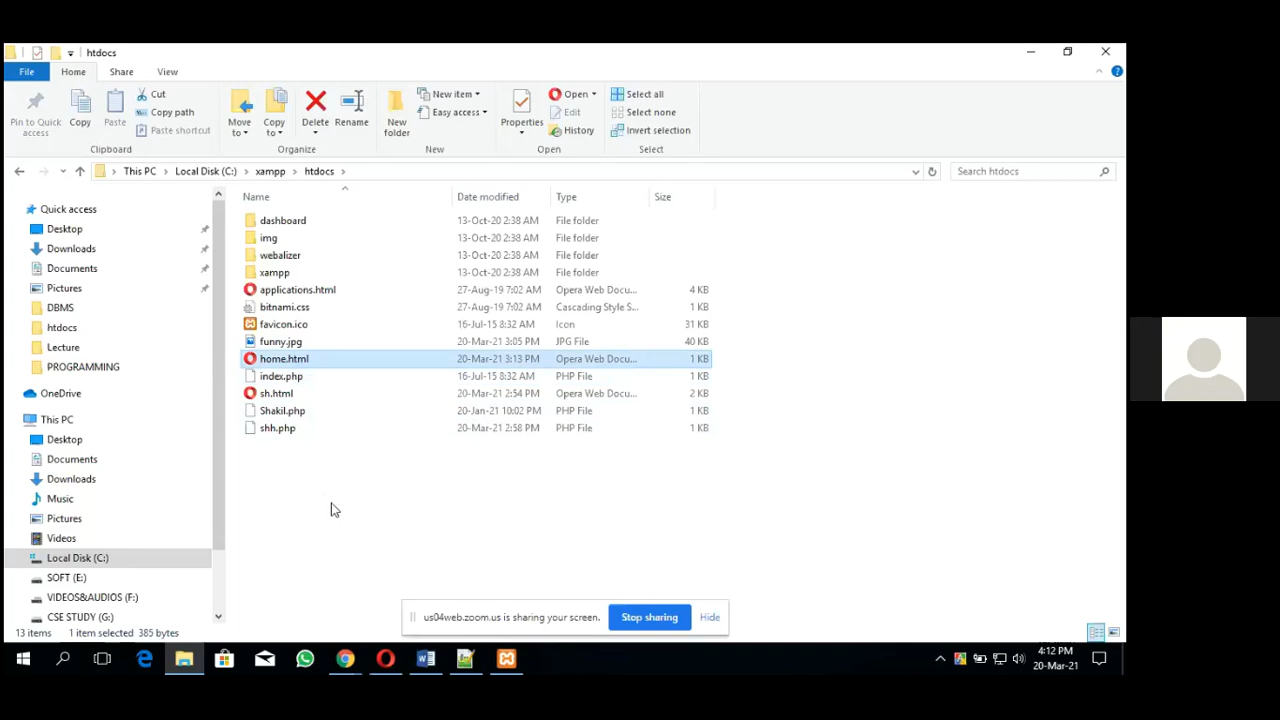 htdocs
File Home Share View
Pin to Quick access
Copy
Paste
Cut
Copy path
Paste shortcut
Clipboard
Move to
Copy to
Delete
Rename
Organize
New folder
New item
Easy access
New
Properties
Open
Edit
History
Open
Select all
Select none
Invert selection
Select
This PC > Local Disk (C:) > xampp > htdocs >
Search htdocs
Quick access
Desktop
Downloads
Documents
Pictures
DBMS
htdocs
Lecture
PROGRAMMING
OneDrive
This PC
Desktop
Documents
Downloads
Music
Pictures
Videos
Local Disk (C:)
SOFT (E:)
VIDEOS&AUDIOS (F:)
CSE STUDY (G:)
Name Date modified Type Size
dashboard 13-Oct-20 2:38 AM File folder
img 13-Oct-20 2:38 AM File folder
webalizer 13-Oct-20 2:38 AM File folder
xampp 13-Oct-20 2:38 AM File folder
applications.html 27-Aug-19 7:02 AM Opera Web Docu... 4 KB
bitnami.css 27-Aug-19 7:02 AM Cascading Style S... 1 KB
favicon.ico 16-Jul-15 8:32 AM Icon 31 KB
funny.jpg 20-Mar-21 3:05 PM JPG File 40 KB
home.html 20-Mar-21 3:13 PM Opera Web Docu... 1 KB
index.php 16-Jul-15 8:32 AM PHP File 1 KB
sh.html 20-Mar-21 2:54 PM Opera Web Docu... 2 KB
Shakil.php 20-Jan-21 10:02 PM PHP File 1 KB
shh.php 20-Mar-21 2:58 PM PHP File 1 KB
us04web.zoom.us is sharing your screen. Stop sharing Hide
13 items 1 item selected 385 bytes
4:12 PM
20-Mar-21